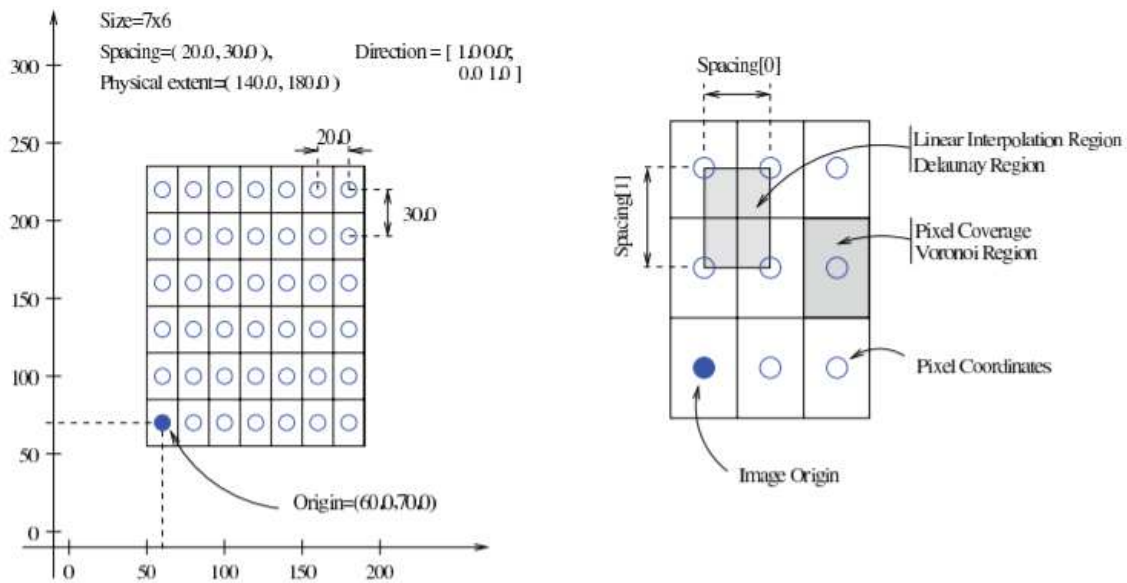 Size=7x6
Spacing=( 20.0, 30.0 ),
Physical extent=( 140.0, 180.0 )
Direction = [ 1.0 0.0;
0.0 1.0 ]
300
250
200
150
100
50
0
20.0
30.0
Origin=(60.0,70.0)
0
50
100
150
200
Spacing[0]
Spacing[1]
Linear Interpolation Region
Delaunay Region
Pixel Coverage
Voronoi Region
Pixel Coordinates
Image Origin